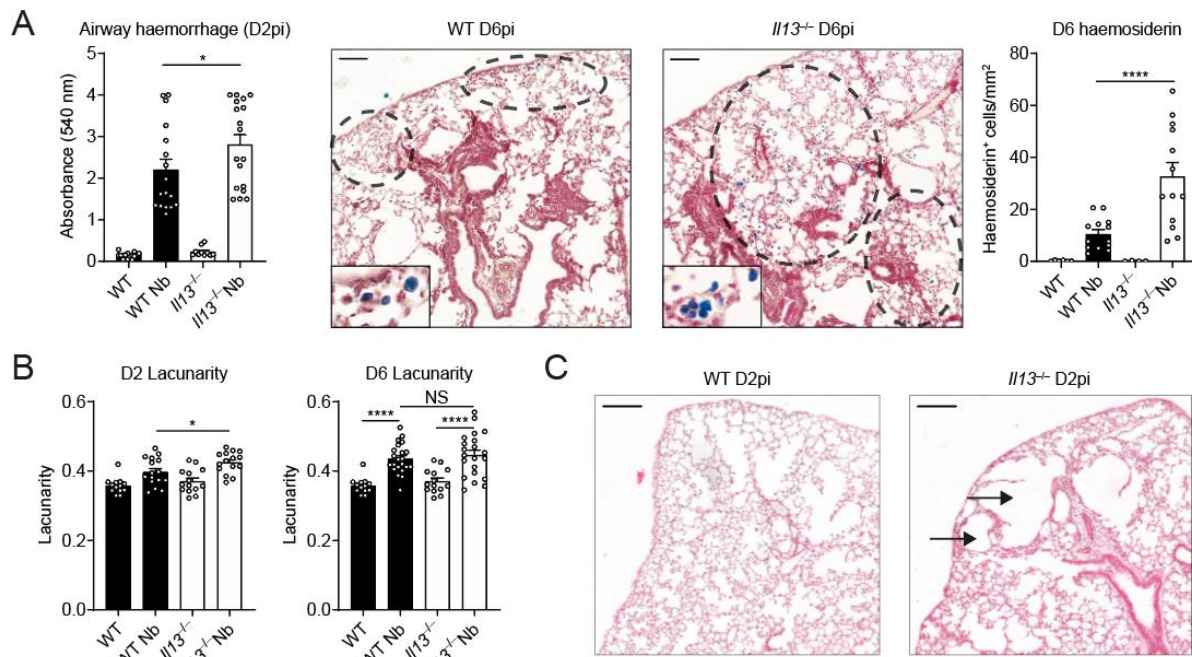 A
Airway haemorrhage (D2pi)
Absorbance (540 nm)
5
4
3
2
1
0
*
WT
WT Nb
Il13–/–
Il13–/– Nb
WT D6pi
Il13–/– D6pi
D6 haemosiderin
Haemosiderin+ cells/mm2
80
60
40
20
0
****
WT
WT Nb
Il13–/–
Il13–/– Nb
B
D2 Lacunarity
Lacunarity
0.6
0.4
0.2
0.0
*
WT
WT Nb
Il13–/–
Il13–/– Nb
D6 Lacunarity
Lacunarity
0.6
0.4
0.2
0.0
NS
****
****
WT
WT Nb
Il13–/–
Il13–/– Nb
C
WT D2pi
Il13–/– D2pi